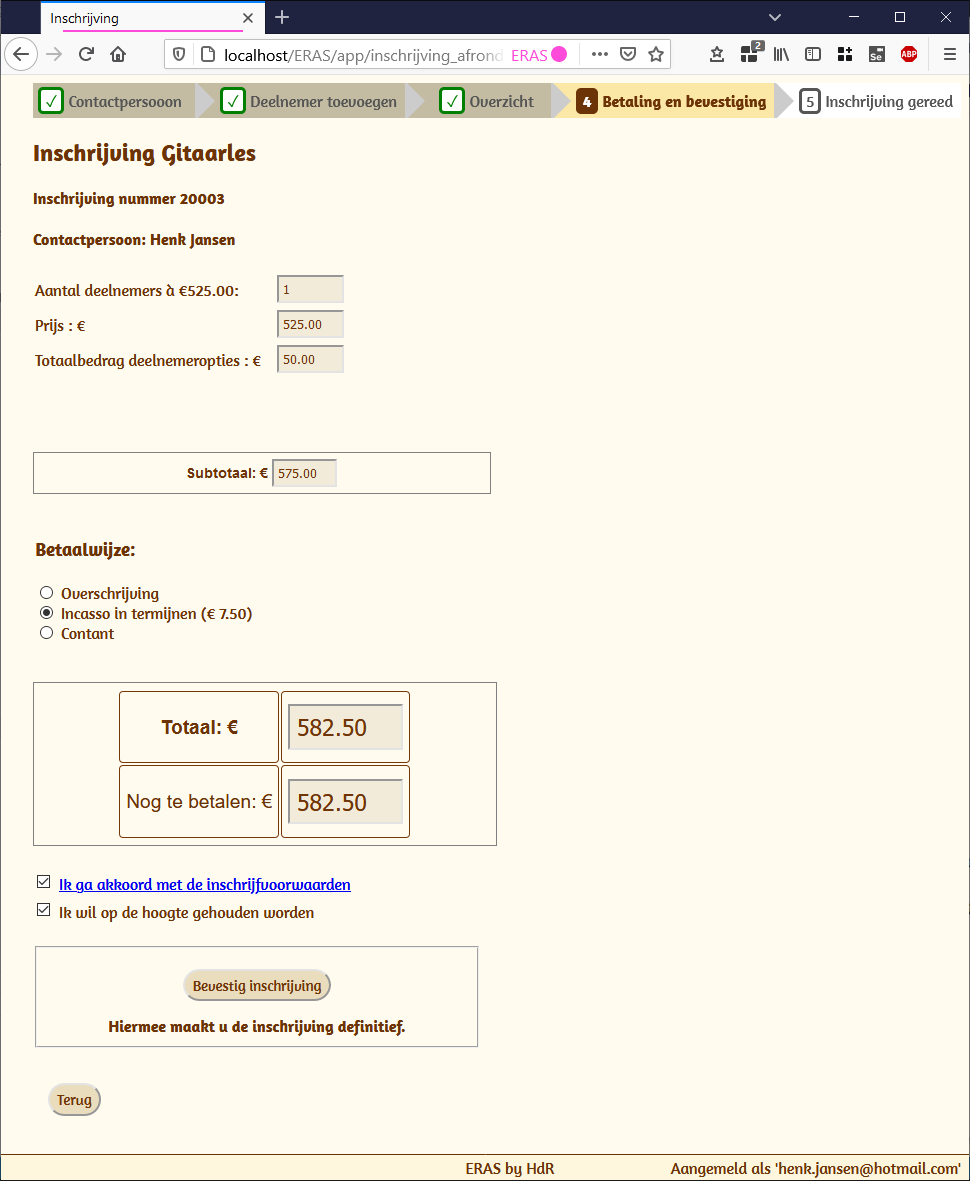 Inschrijving
localhost/ERAS/app/inschrijving_afrond ERAS
2
Se
ABP
Contactpersooon Deelnemer toevoegen Overzicht 4 Betaling en bevestiging 5 Inschrijving gereed
Inschrijving Gitaarles
Inschrijving nummer 20003
Contactpersoon: Henk Jansen
Aantal deelnemers à €525.00: 1
Prijs : € 525.00
Totaalbedrag deelnemeropties : € 50.00
Subtotaal: € 575.00
Betaalwijze:
Overschrijving
Incasso in termijnen (€ 7.50)
Contant
Totaal: € 582.50
Nog te betalen: € 582.50
Ik ga akkoord met de inschrijfvoorwaarden
Ik wil op de hoogte gehouden worden
Bevestig inschrijving
Hiermee maakt u de inschrijving definitief.
Terug
ERAS by HdR Aangemeld als 'henk.jansen@hotmail.com'